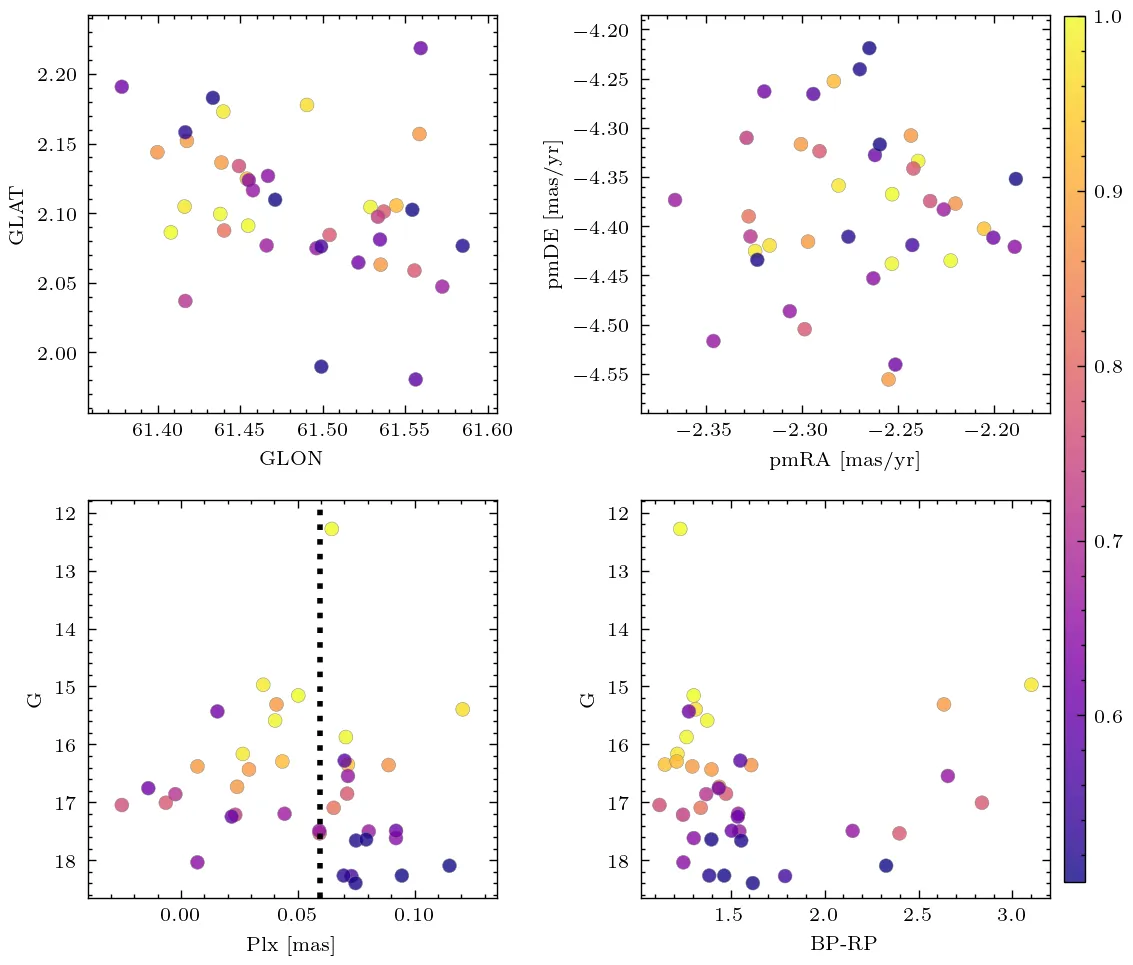 2.20
2.15
2.10
2.05
2.00
GLAT
61.40 61.45 61.50 61.55 61.60
GLON
−4.20
−4.25
−4.30
−4.35
−4.40
−4.45
−4.50
−4.55
pmDE [mas/yr]
−2.35 −2.30 −2.25 −2.20
pmRA [mas/yr]
12
13
14
15
16
17
18
G
0.00 0.05 0.10
Plx [mas]
12
13
14
15
16
17
18
G
1.5 2.0 2.5 3.0
BP-RP
1.0
0.9
0.8
0.7
0.6